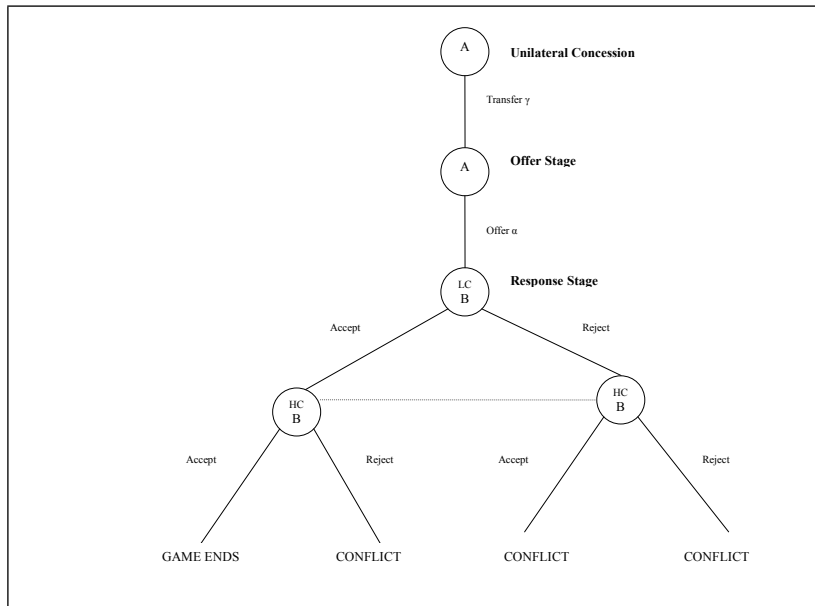 A
Unilateral Concession
Transfer γ
A
Offer Stage
Offer α
LC
B
Response Stage
Accept
Reject
HC
B
HC
B
Accept
Reject
Accept
Reject
GAME ENDS
CONFLICT
CONFLICT
CONFLICT